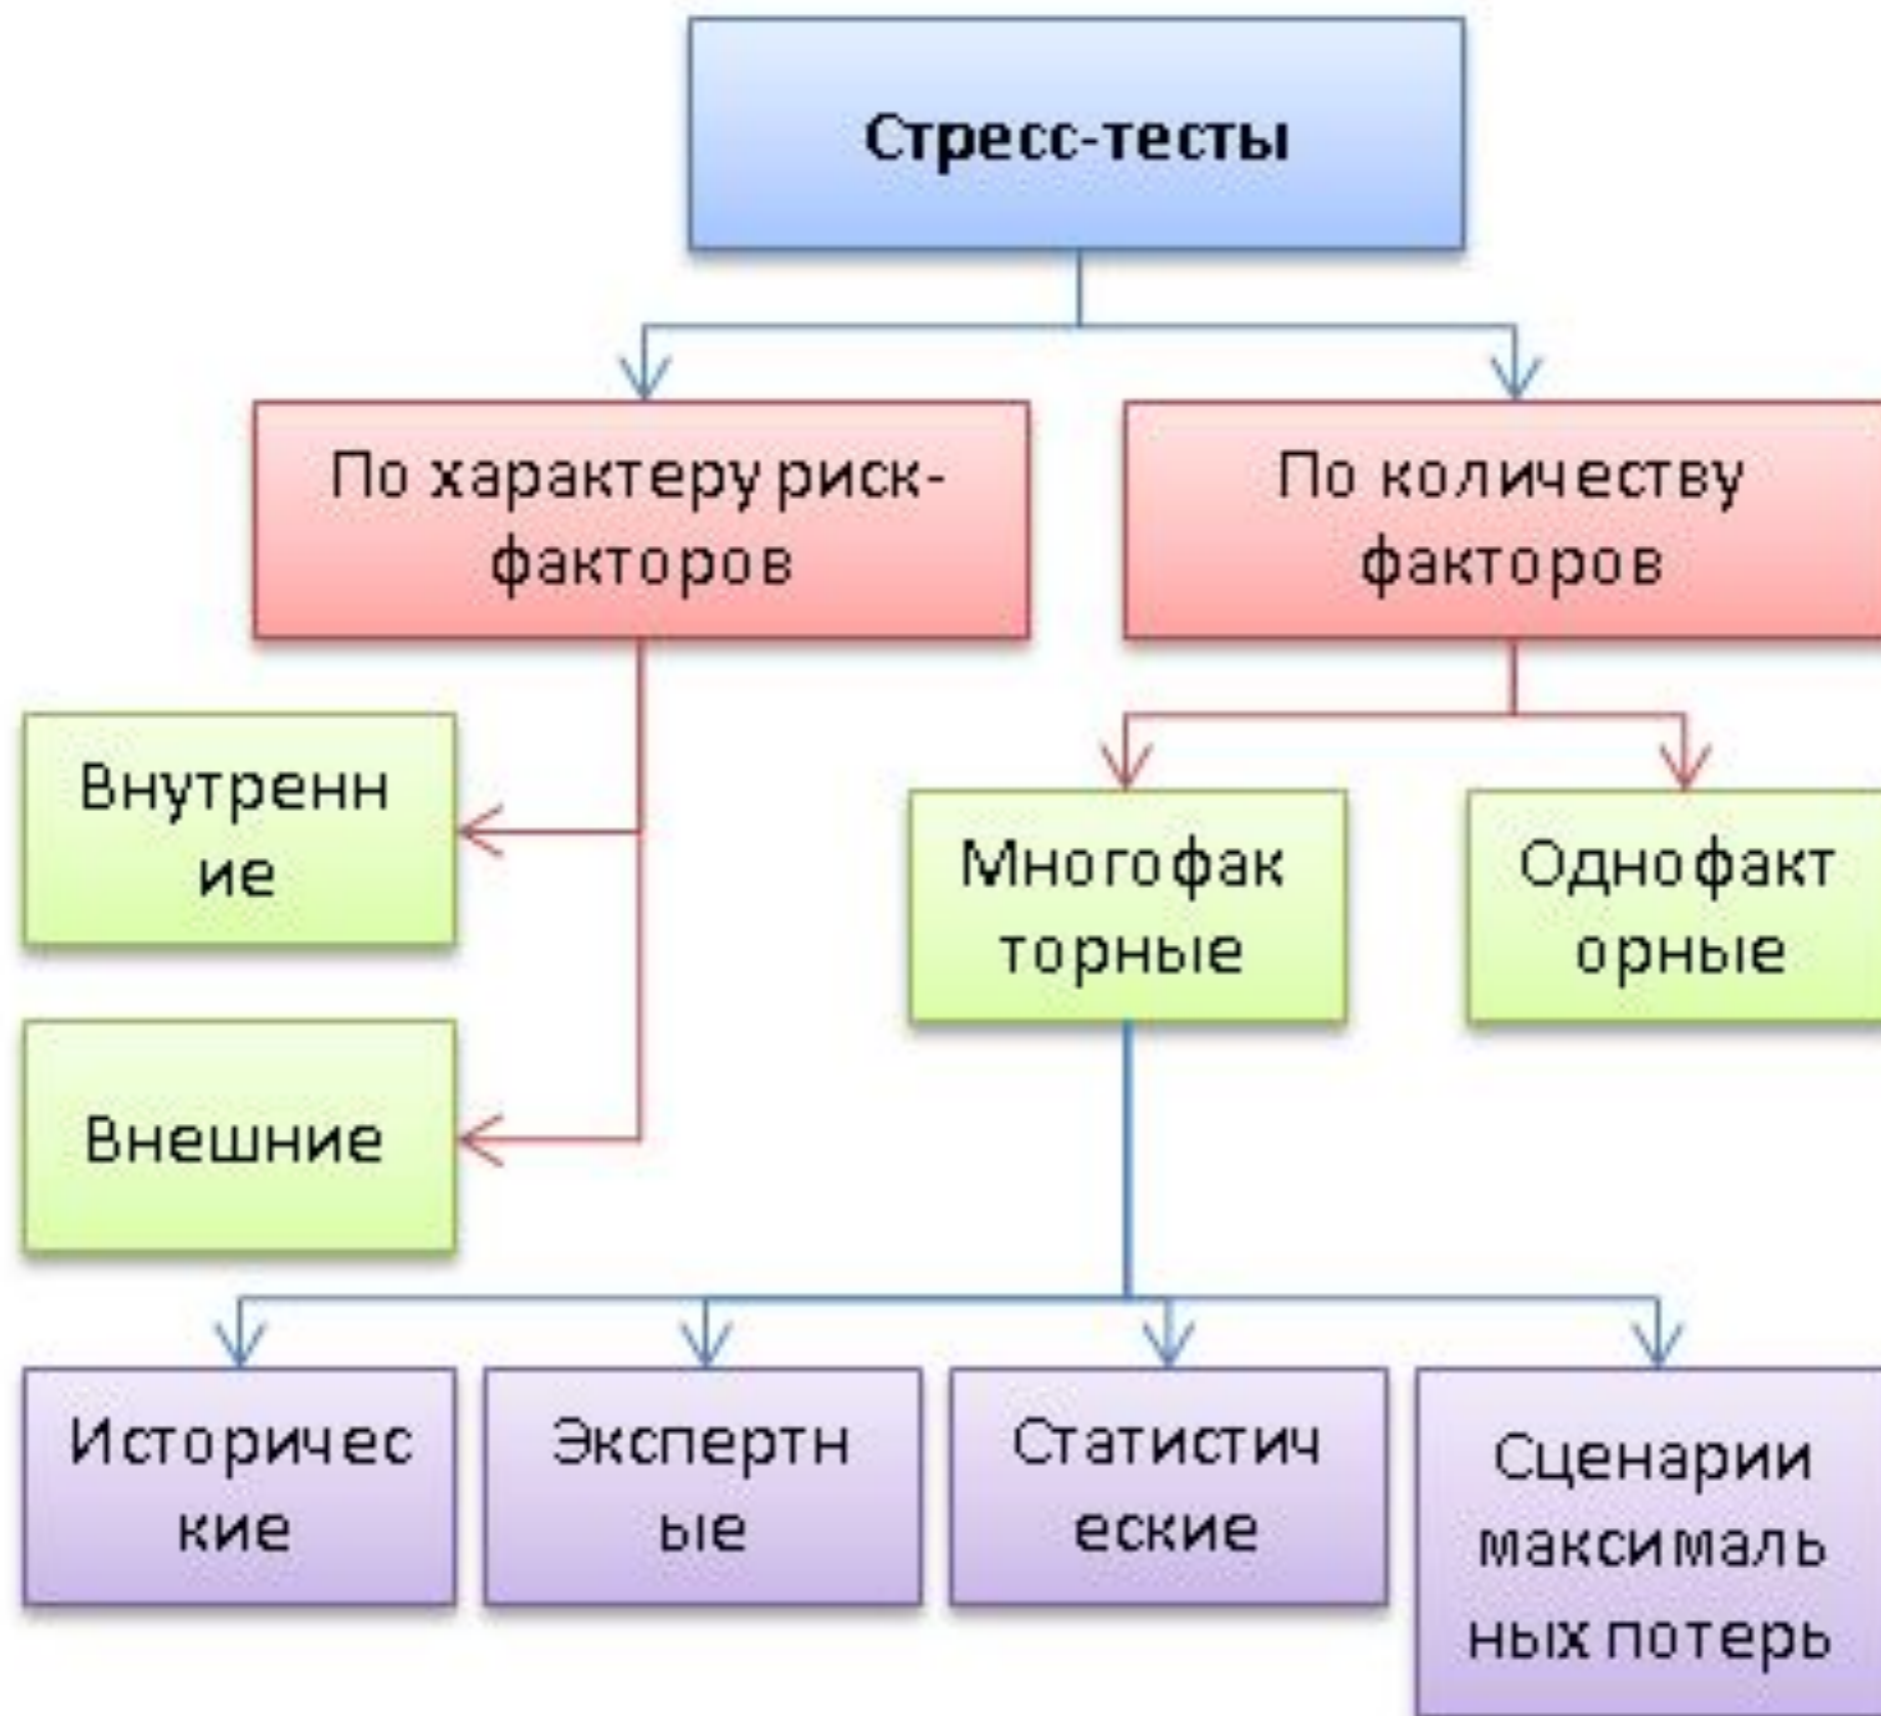 Стресс-тесты
По характеру риск-
факторов
По количеству
факторов
Внутренн
ие
Многофак
торные
Однофакт
орные
Внешние
Историчес
кие
Экспертн
ые
Статистич
еские
Сценарии
максималь
ных потерь